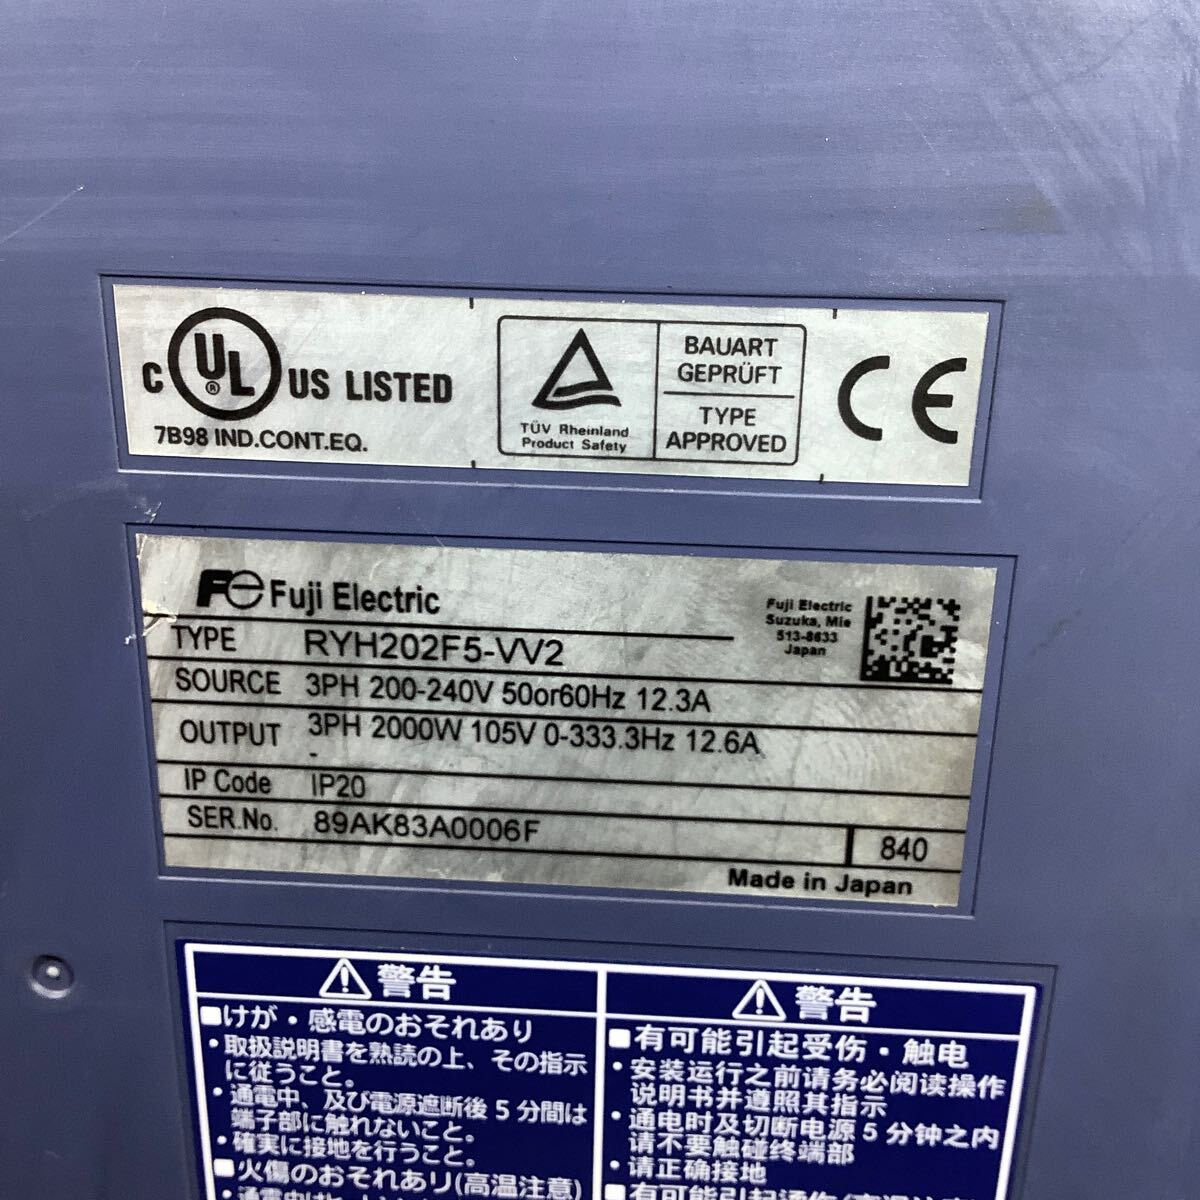 C UL ® US LISTED
7B98 IND.CONT.EQ.
TÜV Rheinland
Product Safety
BAUART
GEPRÜFT
TYPE
APPROVED
CE
Fe Fuji Electric
Fuji Electric
Suzuka, Mie
513-8633
Japan
TYPE RYH202F5-VV2
SOURCE 3PH 200-240V 50or60Hz 12.3A
OUTPUT 3PH 2000W 105V 0-333.3Hz 12.6A
-
IP Code IP20
SER.No. 89AK83A0006F 840
Made in Japan
警告
■けが・感電のおそれあり
・取扱説明書を熟読の上、その指示
に従うこと。
・通電中、及び電源遮断後5分間は
端子部に触れないこと。
・確実に接地を行うこと。
■火傷のおそれあり(高温注意)
警告
■有可能引起受伤・触电
・安装运行之前请务必阅读操作
说明书并遵照其指示
・通电时及切断电源5分钟之内
请不要触碰终端部
・请正确接地